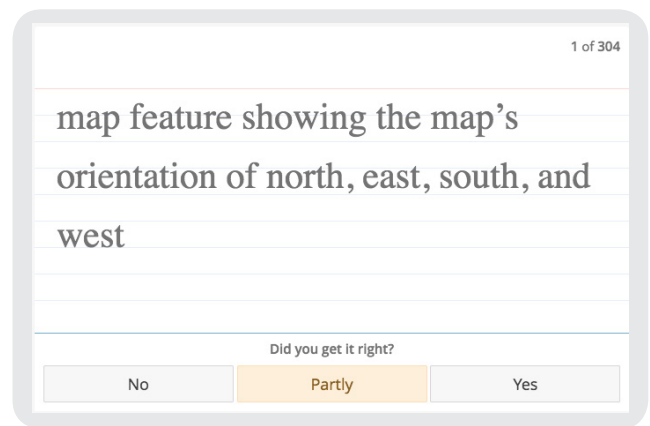 1 of 304
map feature showing the map’s
orientation of north, east, south, and
west
Did you get it right?
No
Partly
Yes